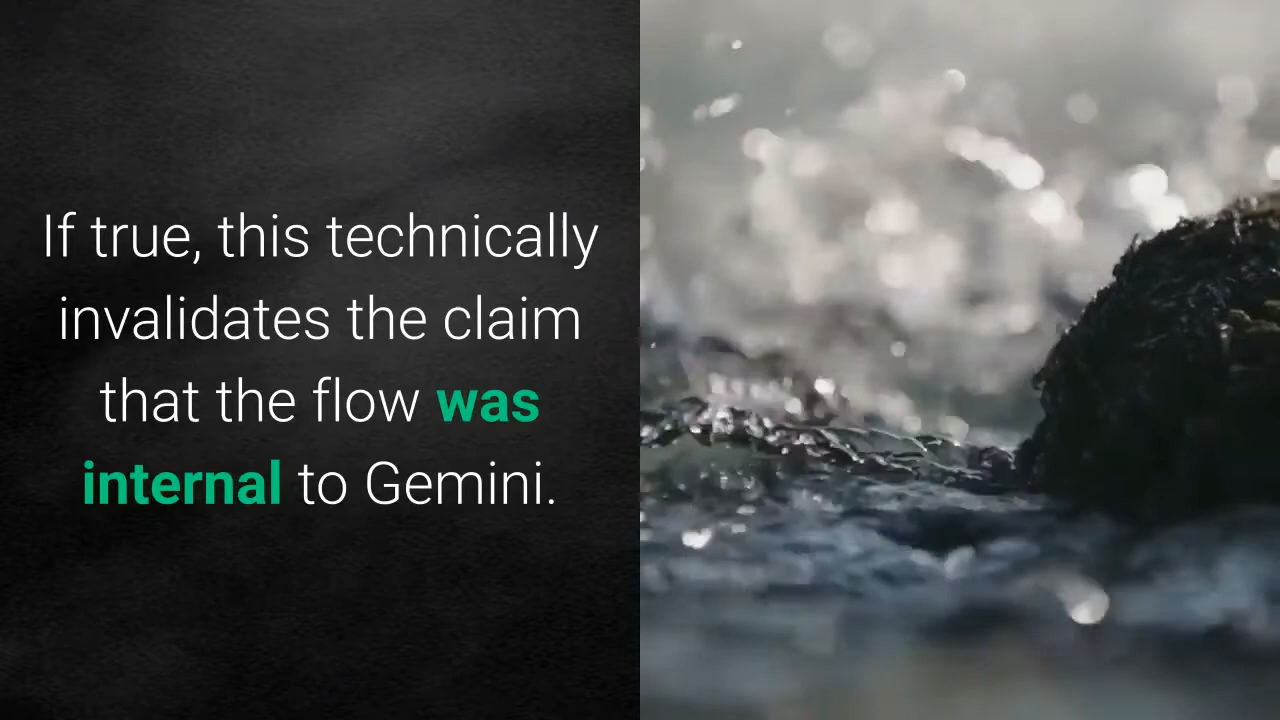 If true, this technically
invalidates the claim
that the flow was
internal to Gemini.